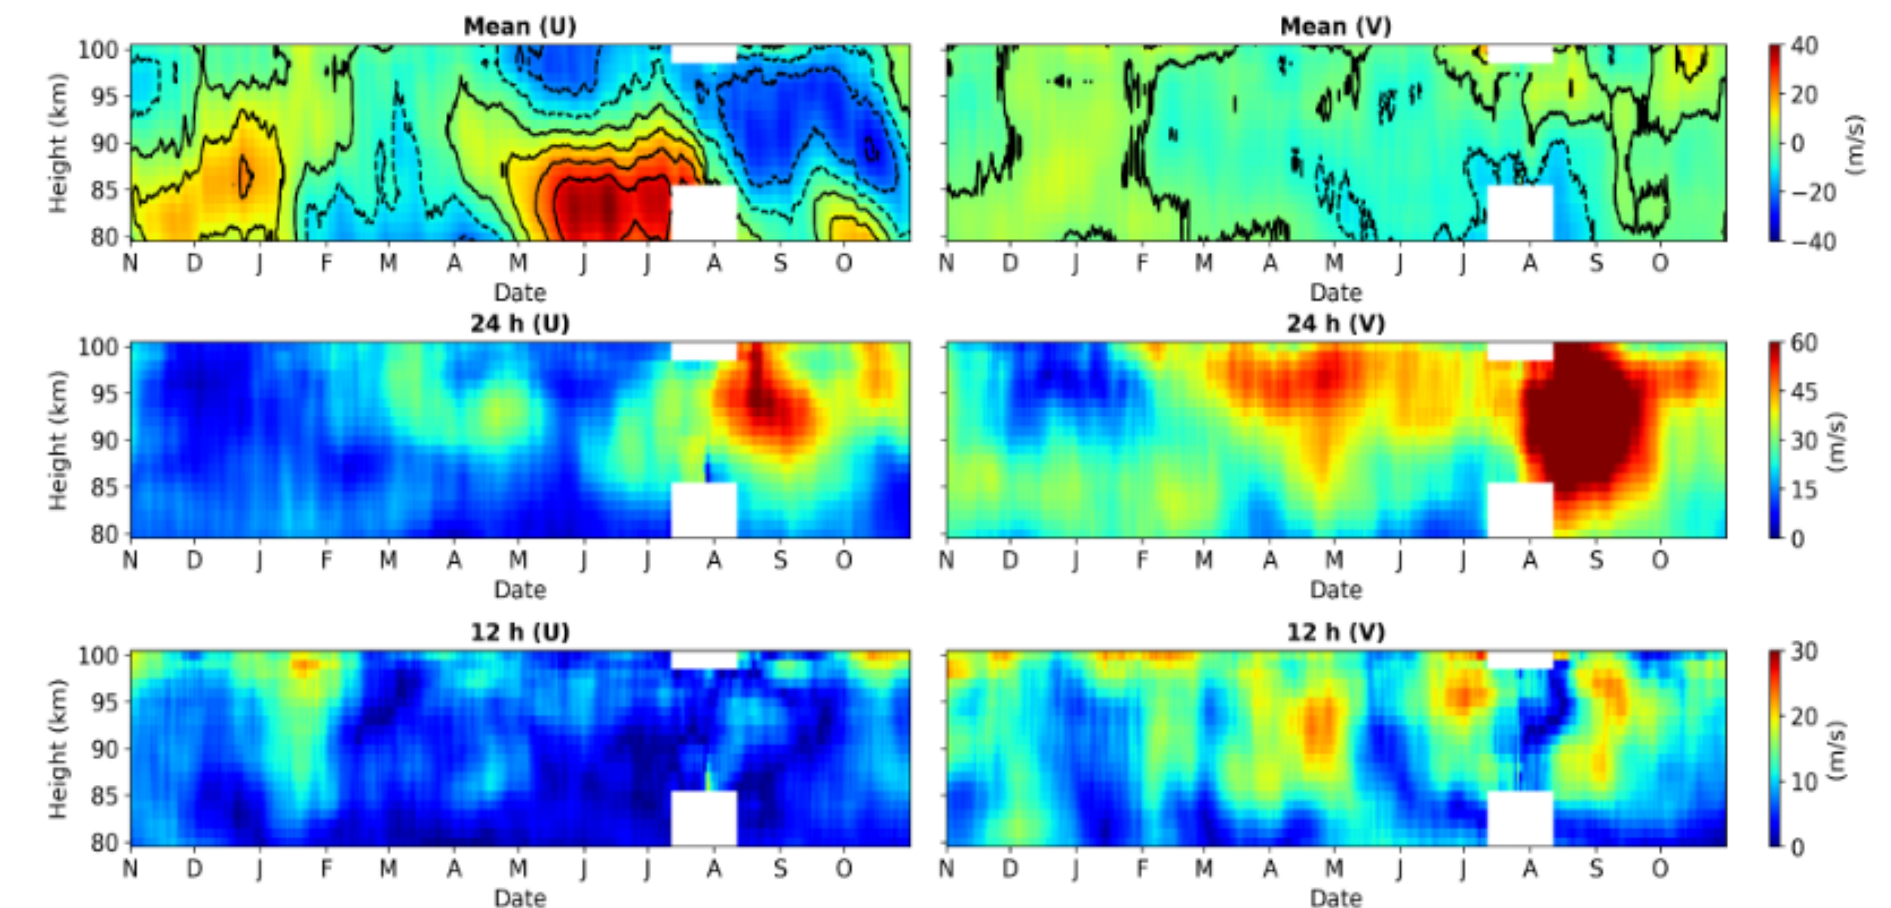 Mean (U)
Mean (V)
Height (km)
100
95
90
85
80
N D J F M A M J J A S O
Date
N D J F M A M J J A S O
Date
40
20
0
−20
−40
(m/s)
24 h (U)
24 h (V)
Height (km)
100
95
90
85
80
N D J F M A M J J A S O
Date
N D J F M A M J J A S O
Date
60
45
30
15
0
(m/s)
12 h (U)
12 h (V)
Height (km)
100
95
90
85
80
N D J F M A M J J A S O
Date
N D J F M A M J J A S O
Date
30
20
10
0
(m/s)